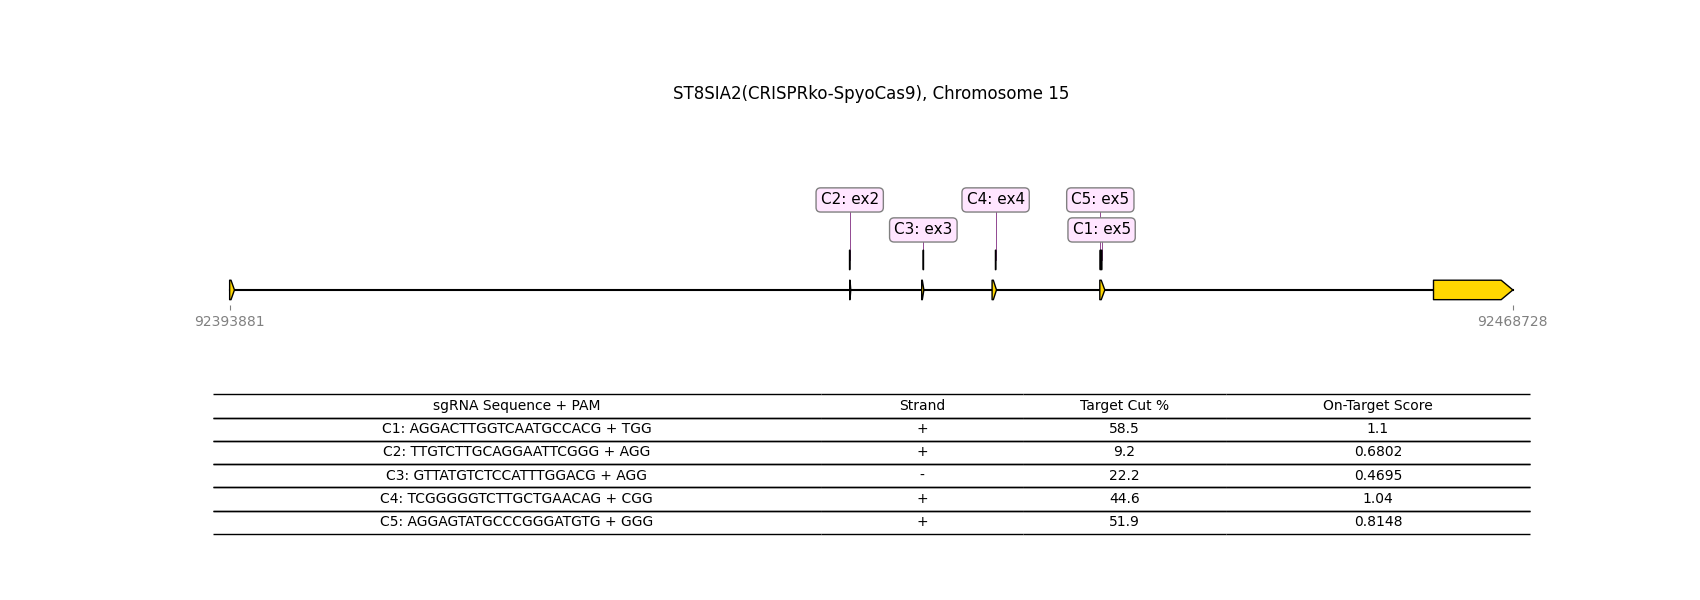 ST8SIA2(CRISPRko-SpyoCas9), Chromosome 15
C2: ex2 C4: ex4 C5: ex5
C3: ex3 C1: ex5
92393881 92468728
sgRNA Sequence + PAM Strand Target Cut % On-Target Score
C1: AGGACTTGGTCAATGCCACG + TGG + 58.5 1.1
C2: TTGTCTTGCAGGAATTCGGG + AGG + 9.2 0.6802
C3: GTTATGTCTCCATTTGGACG + AGG - 22.2 0.4695
C4: TCGGGGGTCTTGCTGAACAG + CGG + 44.6 1.04
C5: AGGAGTATGCCCGGGATGTG + GGG + 51.9 0.8148